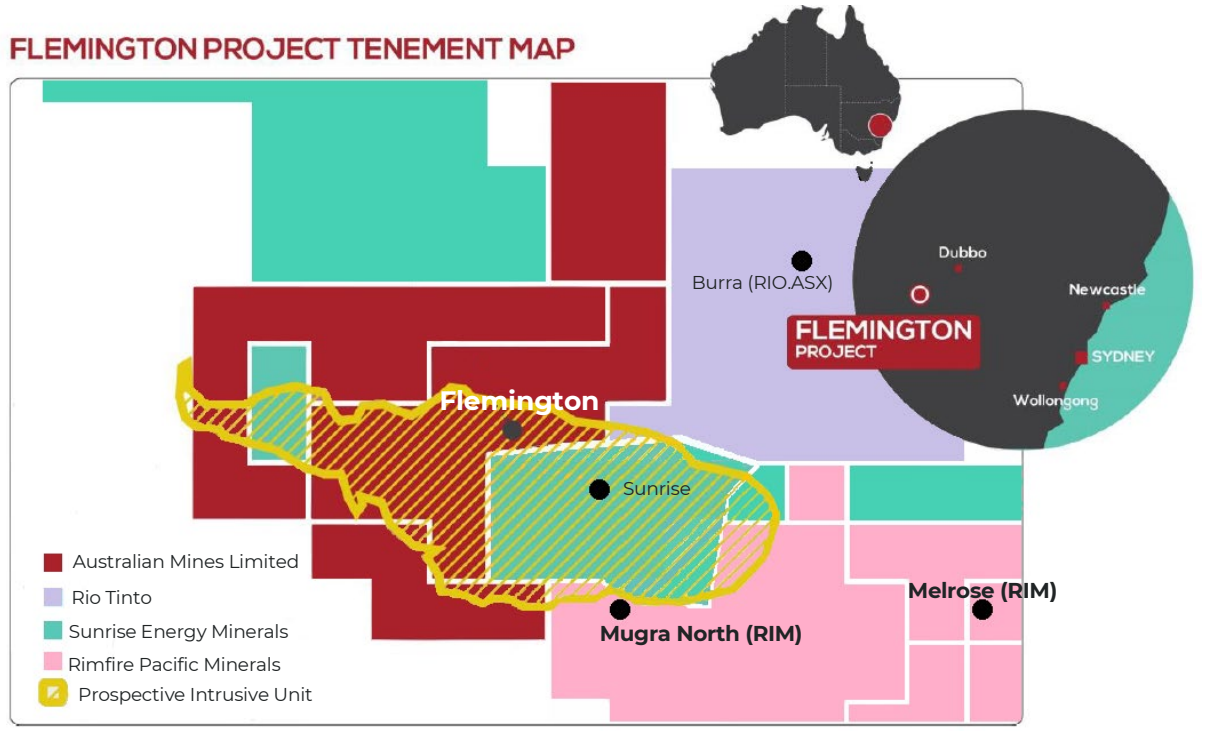 FLEMINGTON PROJECT TENEMENT MAP
Dubbo
Burra (RIO.ASX)
Newcastle
FLEMINGTON
PROJECT
SYDNEY
Wollongong
Flemington
Sunrise
Australian Mines Limited
Rio Tinto
Sunrise Energy Minerals
Rimfire Pacific Minerals
Prospective Intrusive Unit
Melrose (RIM)
Mugra North (RIM)